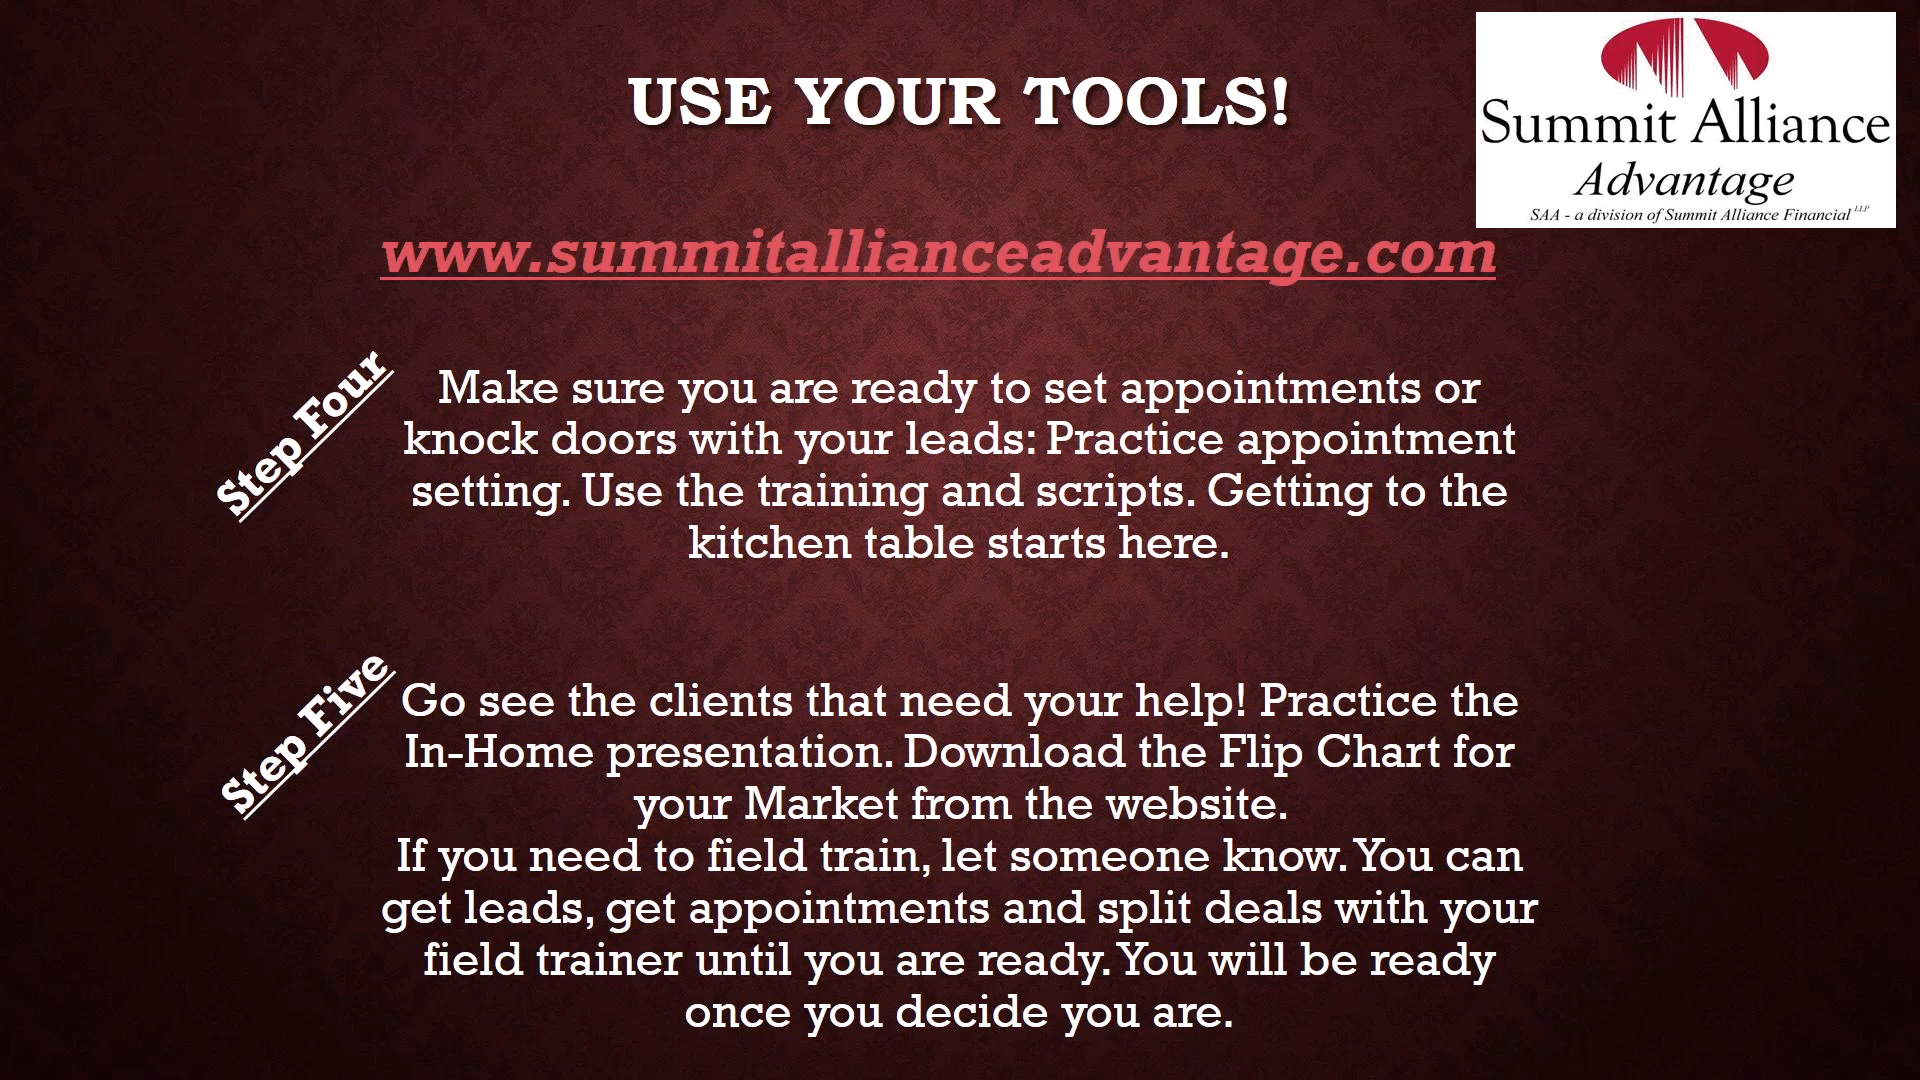 USE YOUR TOOLS!
Summit Alliance
Advantage
SAA - a division of Summit Alliance Financial LLP
www.summitallianceadvantage.com
Step Four
Make sure you are ready to set appointments or
knock doors with your leads: Practice appointment
setting. Use the training and scripts. Getting to the
kitchen table starts here.
Step Five
Go see the clients that need your help! Practice the
In-Home presentation. Download the Flip Chart for
your Market from the website.
If you need to field train, let someone know. You can
get leads, get appointments and split deals with your
field trainer until you are ready. You will be ready
once you decide you are.